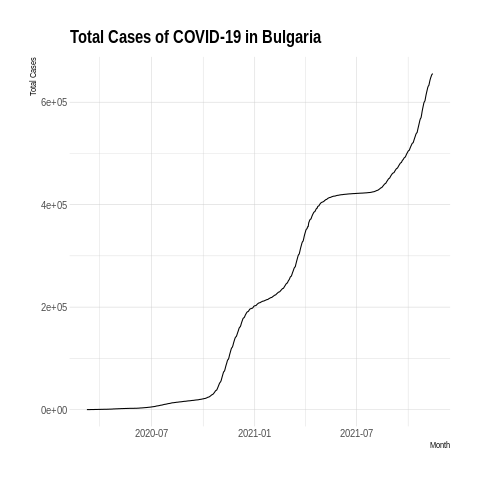 Total Cases of COVID-19 in Bulgaria
Total Cases
6e+05
4e+05
2e+05
0e+00
2020-07 2021-01 2021-07
Month